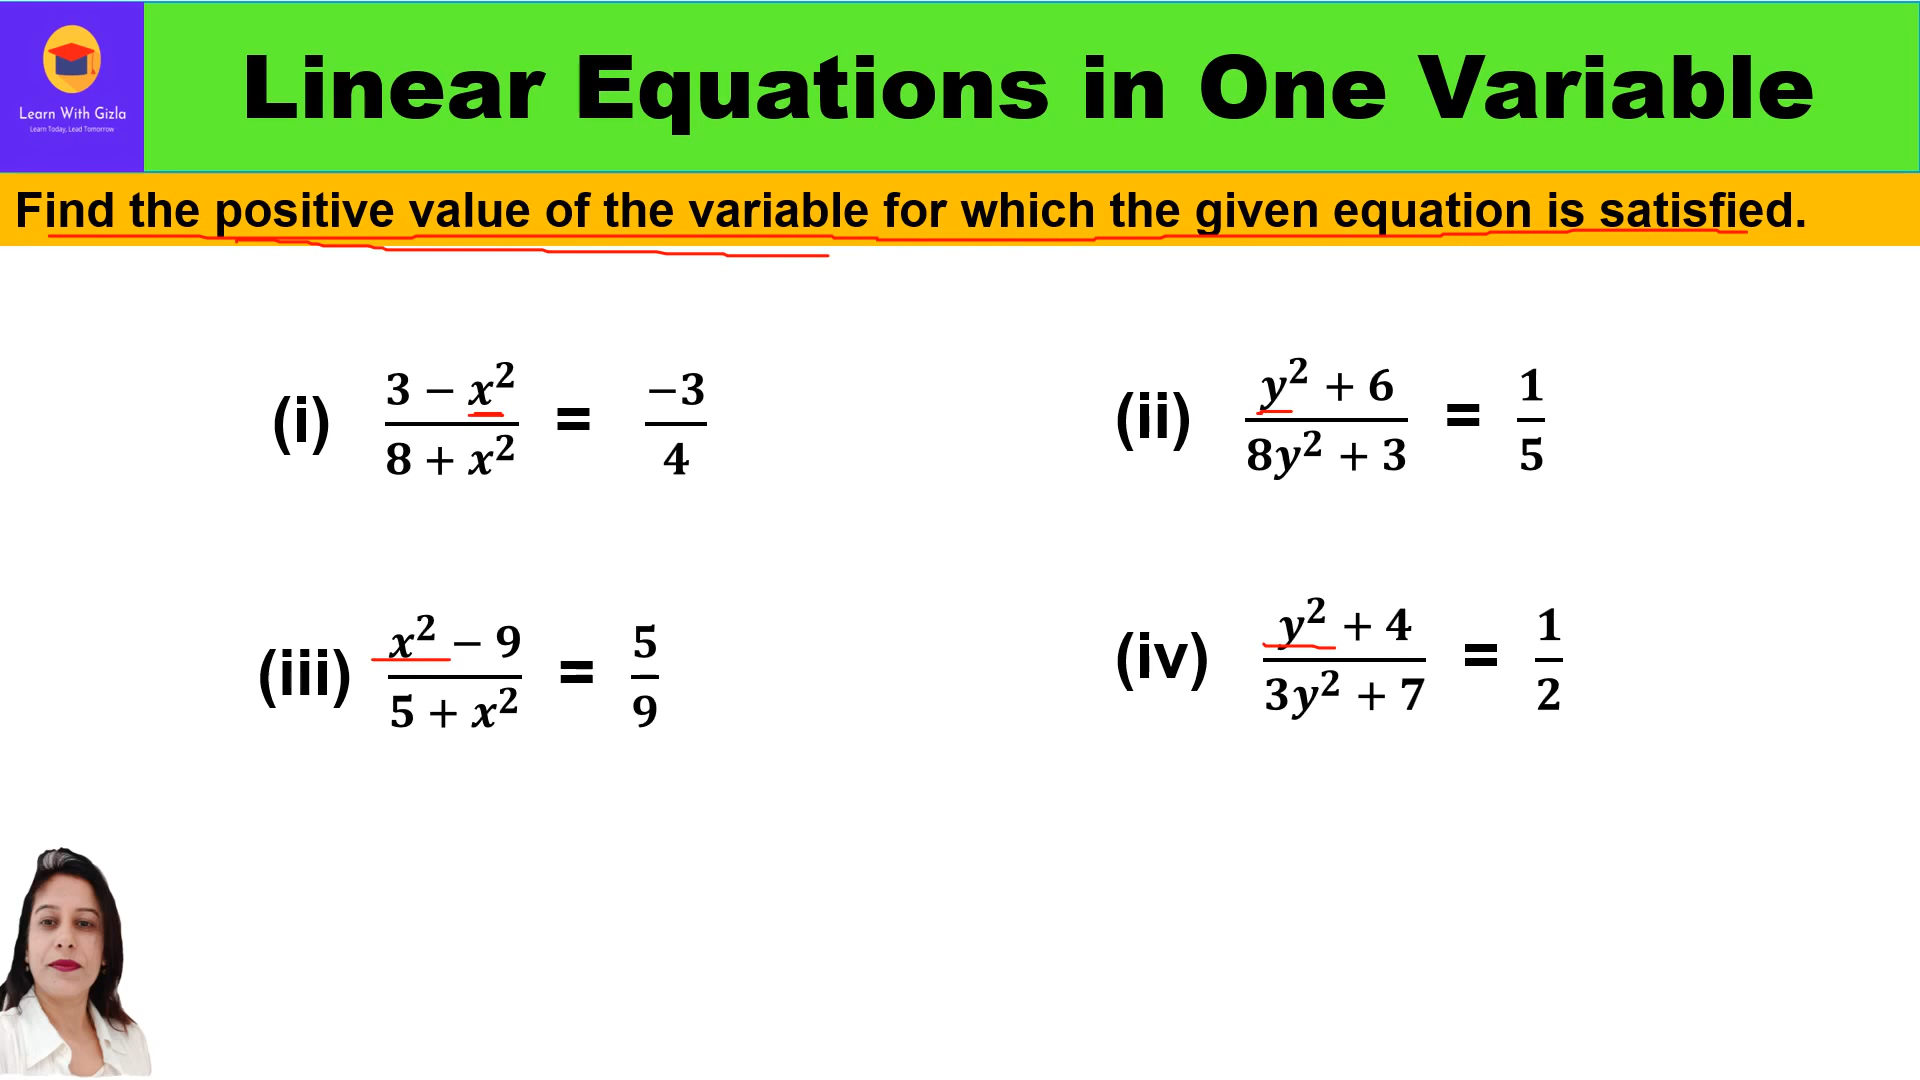 Learn With Gizla
Learn Today, Lead Tomorrow
Linear Equations in One Variable
Find the positive value of the variable for which the given equation is satisfied.
(i) (3 − x²)/(8 + x²) = −3/4
(ii) (y² + 6)/(8y² + 3) = 1/5
(iii) (x² − 9)/(5 + x²) = 5/9
(iv) (y² + 4)/(3y² + 7) = 1/2